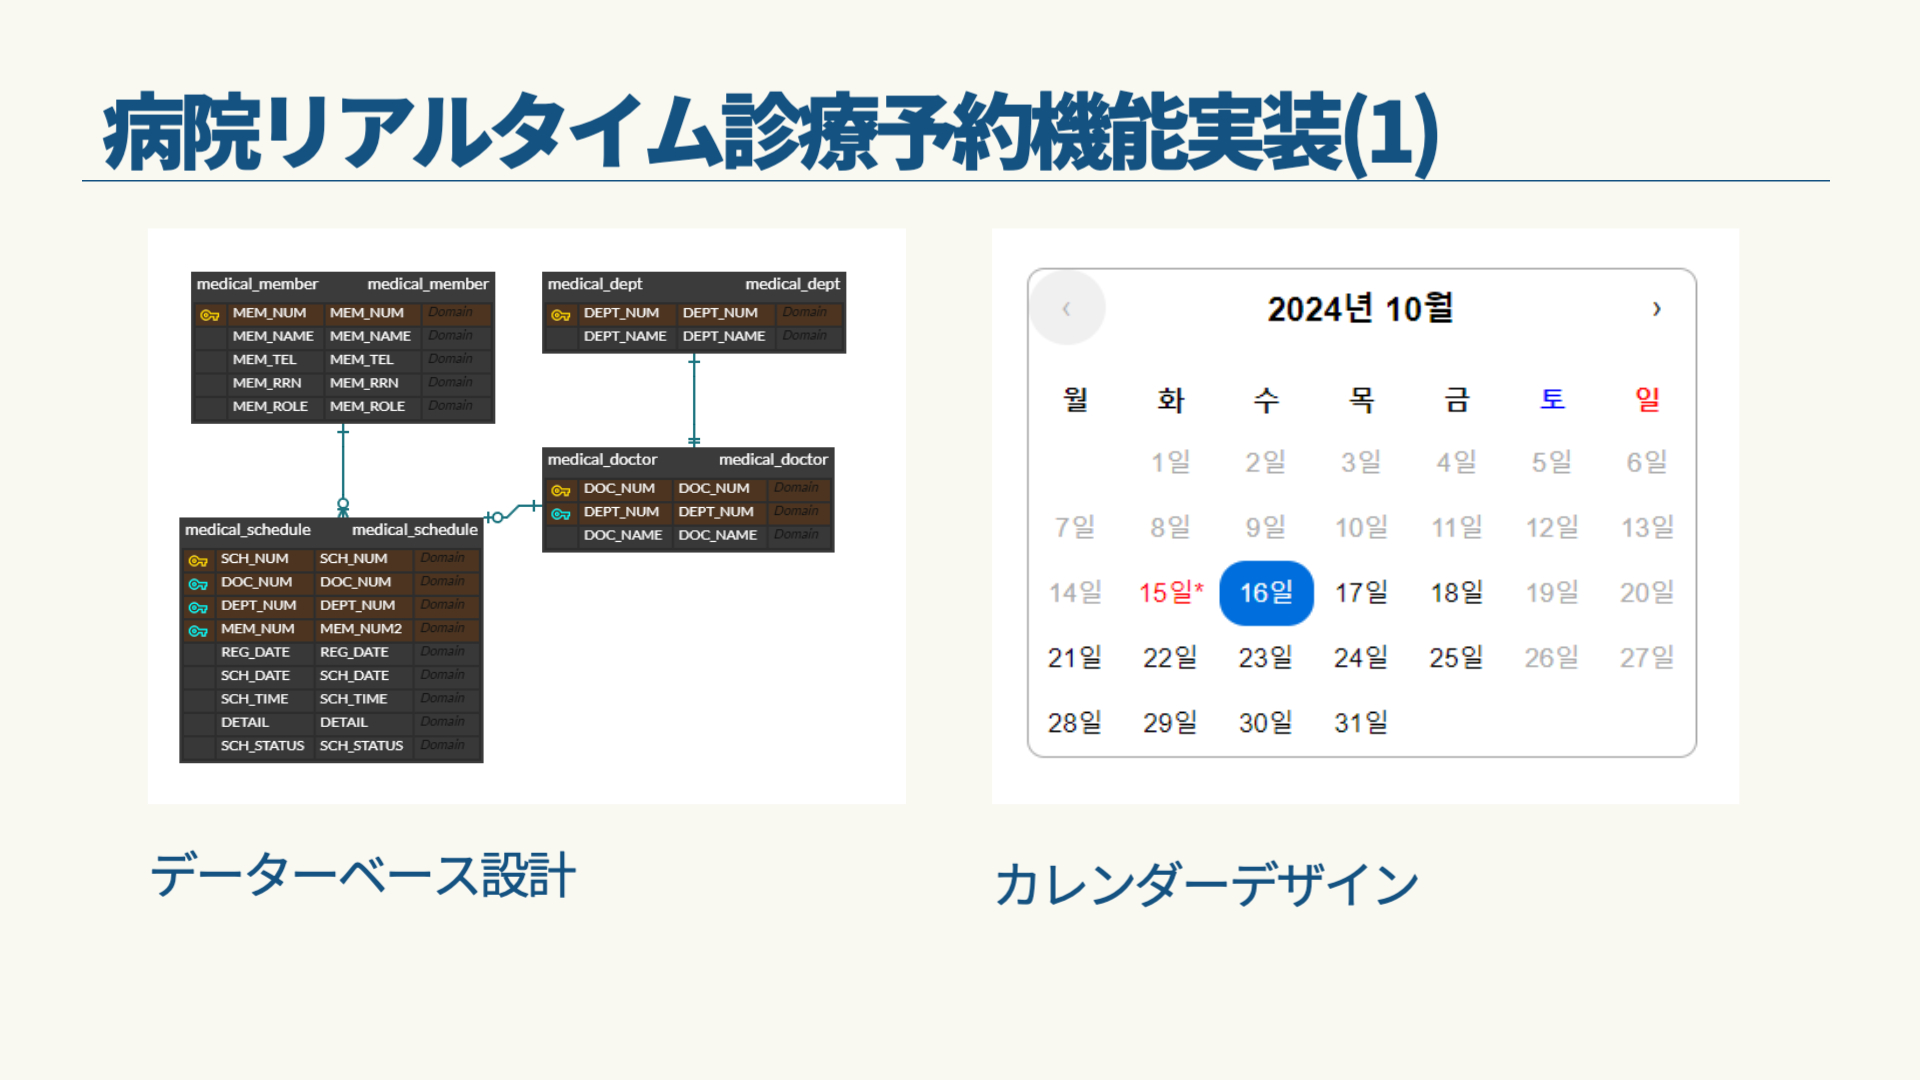 病院リアルタイム診療予約機能実装(1)
medical_member medical_member
MEM_NUM MEM_NUM Domain
MEM_NAME MEM_NAME Domain
MEM_TEL MEM_TEL Domain
MEM_RRN MEM_RRN Domain
MEM_ROLE MEM_ROLE Domain
medical_dept medical_dept
DEPT_NUM DEPT_NUM Domain
DEPT_NAME DEPT_NAME Domain
medical_doctor medical_doctor
DOC_NUM DOC_NUM Domain
DEPT_NUM DEPT_NUM Domain
DOC_NAME DOC_NAME Domain
medical_schedule medical_schedule
SCH_NUM SCH_NUM Domain
DOC_NUM DOC_NUM Domain
DEPT_NUM DEPT_NUM Domain
MEM_NUM MEM_NUM2 Domain
REG_DATE REG_DATE Domain
SCH_DATE SCH_DATE Domain
SCH_TIME SCH_TIME Domain
DETAIL DETAIL Domain
SCH_STATUS SCH_STATUS Domain
データーベース設計
‹ 2024년 10월 ›
월 화 수 목 금 토 일
1일 2일 3일 4일 5일 6일
7일 8일 9일 10일 11일 12일 13일
14일 15일* 16일 17일 18일 19일 20일
21일 22일 23일 24일 25일 26일 27일
28일 29일 30일 31일
カレンダーデザイン